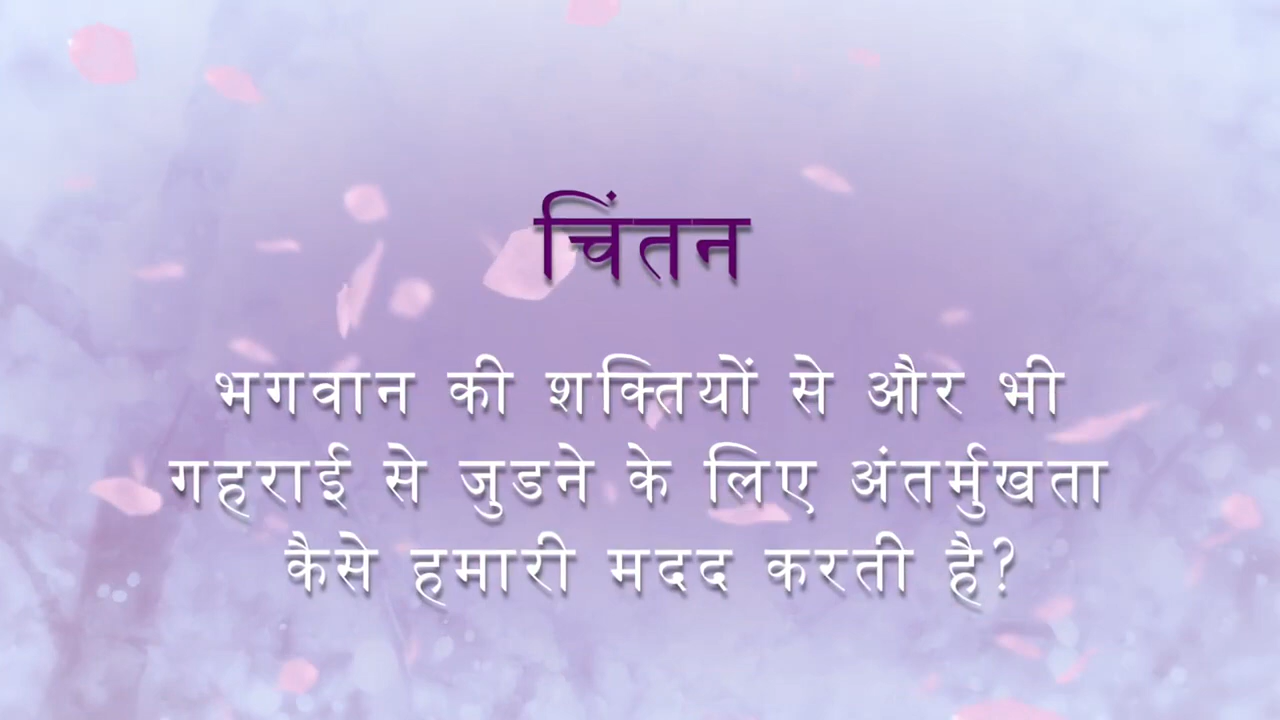 चिंतन
भगवान की शक्तियों से और भी
गहराई से जुडने के लिए अंतर्मुखता
कैसे हमारी मदद करती है?